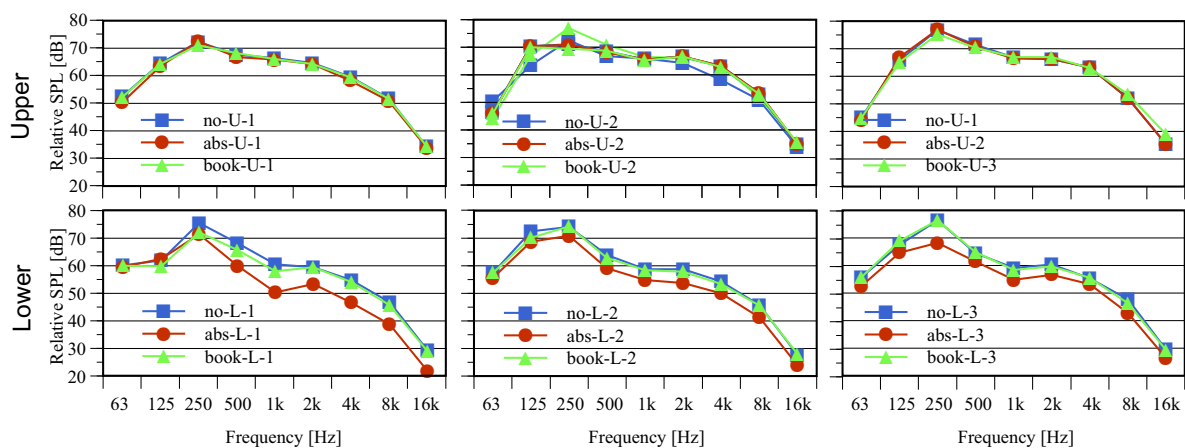 Upper
Relative SPL [dB]
80
70
60
50
40
30
20
no-U-1
abs-U-1
book-U-1
no-U-2
abs-U-2
book-U-2
no-U-1
abs-U-2
book-U-3
Lower
Relative SPL [dB]
80
70
60
50
40
30
20
no-L-1
abs-L-1
book-L-1
no-L-2
abs-L-2
book-L-2
no-L-3
abs-L-3
book-L-3
63 125 250 500 1k 2k 4k 8k 16k
63 125 250 500 1k 2k 4k 8k 16k
63 125 250 500 1k 2k 4k 8k 16k
Frequency [Hz]
Frequency [Hz]
Frequency [Hz]